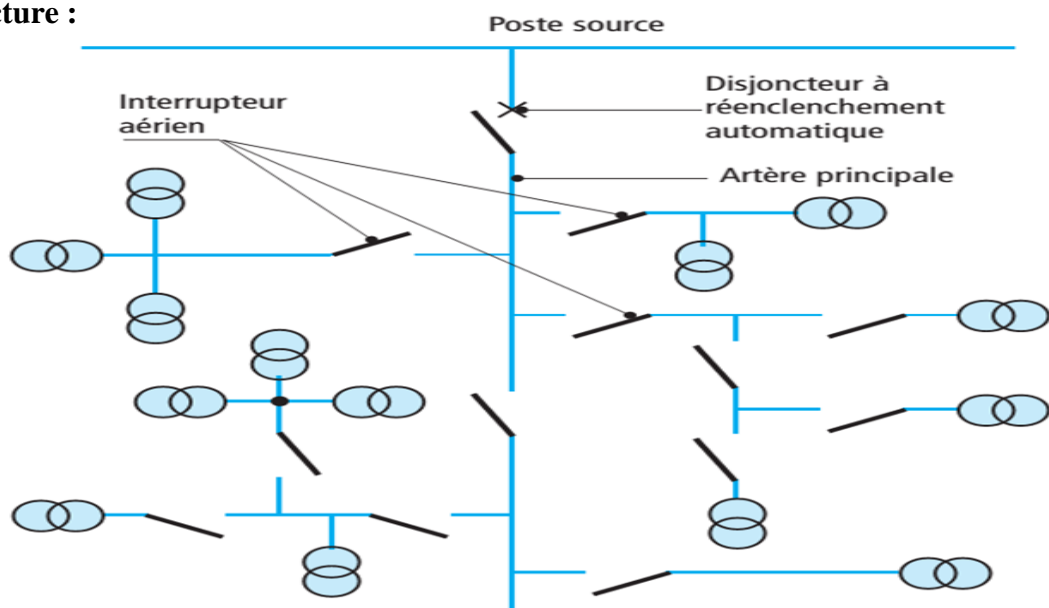 cture :
Poste source
Interrupteur
aérien
Disjoncteur à
réenclenchement
automatique
Artère principale